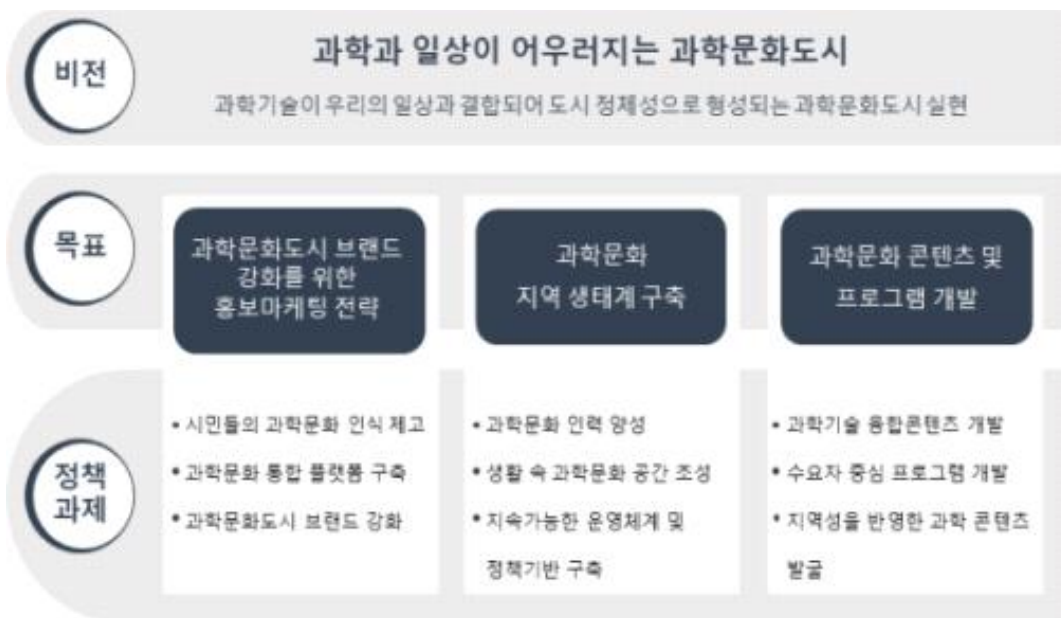 비전
과학과 일상이 어우러지는 과학문화도시
과학기술이 우리의 일상과 결합되어 도시 정체성으로 형성되는 과학문화도시 실현
목표
과학문화도시 브랜드
강화를 위한
홍보마케팅 전략
과학문화
지역 생태계 구축
과학문화 콘텐츠 및
프로그램 개발
정책
과제
• 시민들의 과학문화 인식 제고
• 과학문화 통합 플랫폼 구축
• 과학문화도시 브랜드 강화
• 과학문화 인력 양성
• 생활 속 과학문화 공간 조성
• 지속가능한 운영체계 및
정책기반 구축
• 과학기술 융합콘텐츠 개발
• 수요자 중심 프로그램 개발
• 지역성을 반영한 과학 콘텐츠
발굴